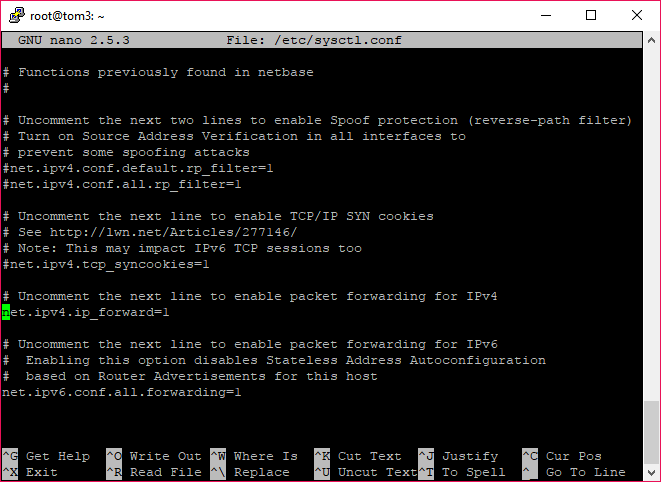 root@tom3: ~
GNU nano 2.5.3 File: /etc/sysctl.conf
# Functions previously found in netbase
#
# Uncomment the next two lines to enable Spoof protection (reverse-path filter)
# Turn on Source Address Verification in all interfaces to
# prevent some spoofing attacks
#net.ipv4.conf.default.rp_filter=1
#net.ipv4.conf.all.rp_filter=1
# Uncomment the next line to enable TCP/IP SYN cookies
# See http://lwn.net/Articles/277146/
# Note: This may impact IPv6 TCP sessions too
#net.ipv4.tcp_syncookies=1
# Uncomment the next line to enable packet forwarding for IPv4
net.ipv4.ip_forward=1
# Uncomment the next line to enable packet forwarding for IPv6
#  Enabling this option disables Stateless Address Autoconfiguration
#  based on Router Advertisements for this host
net.ipv6.conf.all.forwarding=1
^G Get Help ^O Write Out ^W Where Is ^K Cut Text ^J Justify ^C Cur Pos
^X Exit ^R Read File ^\ Replace ^U Uncut Text ^T To Spell ^_ Go To Line